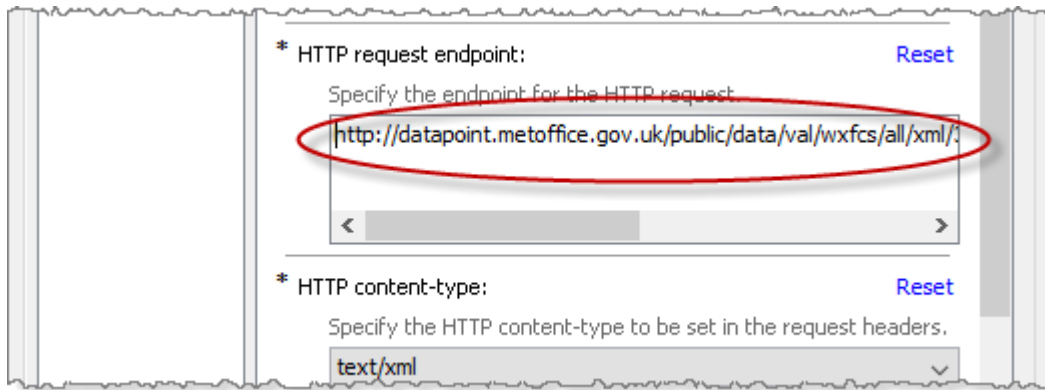 * HTTP request endpoint: Reset
Specify the endpoint for the HTTP request.
http://datapoint.metoffice.gov.uk/public/data/val/wxfcs/all/xml/
* HTTP content-type: Reset
Specify the HTTP content-type to be set in the request headers.
text/xml